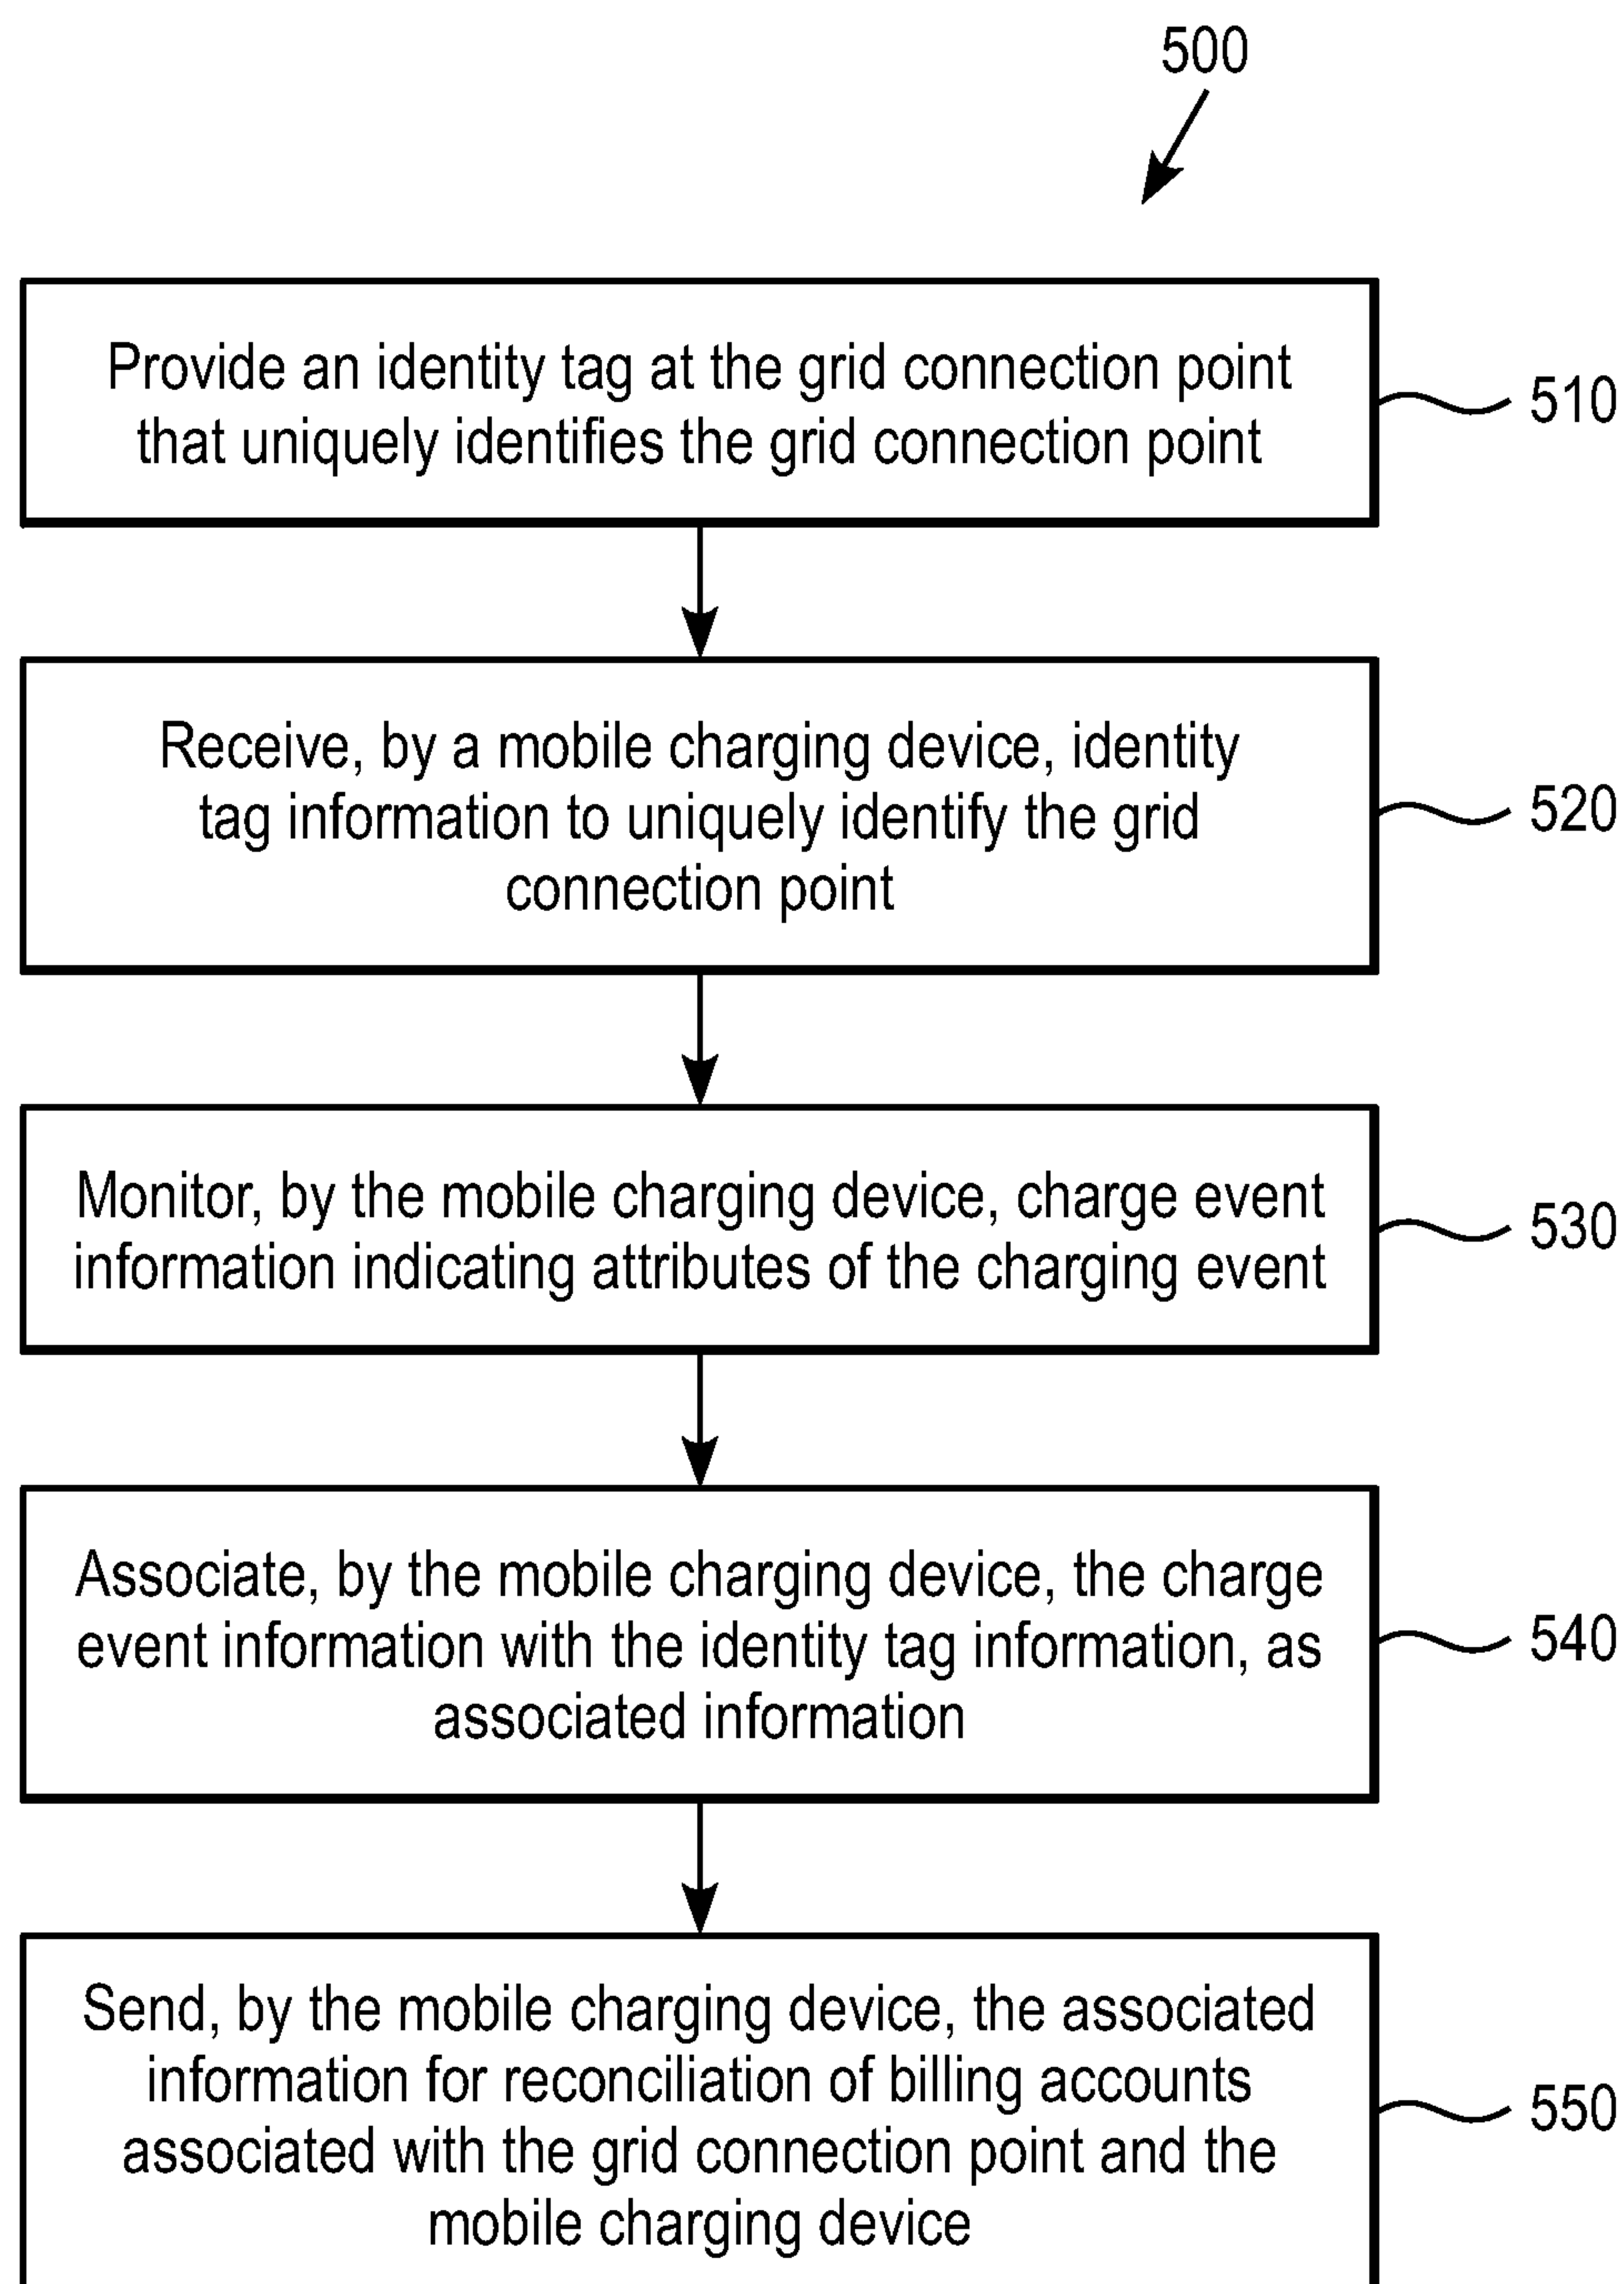 500
Provide an identity tag at the grid connection point
that uniquely identifies the grid connection point
510
Receive, by a mobile charging device, identity
tag information to uniquely identify the grid
connection point
520
Monitor, by the mobile charging device, charge event
information indicating attributes of the charging event
530
Associate, by the mobile charging device, the charge
event information with the identity tag information, as
associated information
540
Send, by the mobile charging device, the associated
information for reconciliation of billing accounts
associated with the grid connection point and the
mobile charging device
550